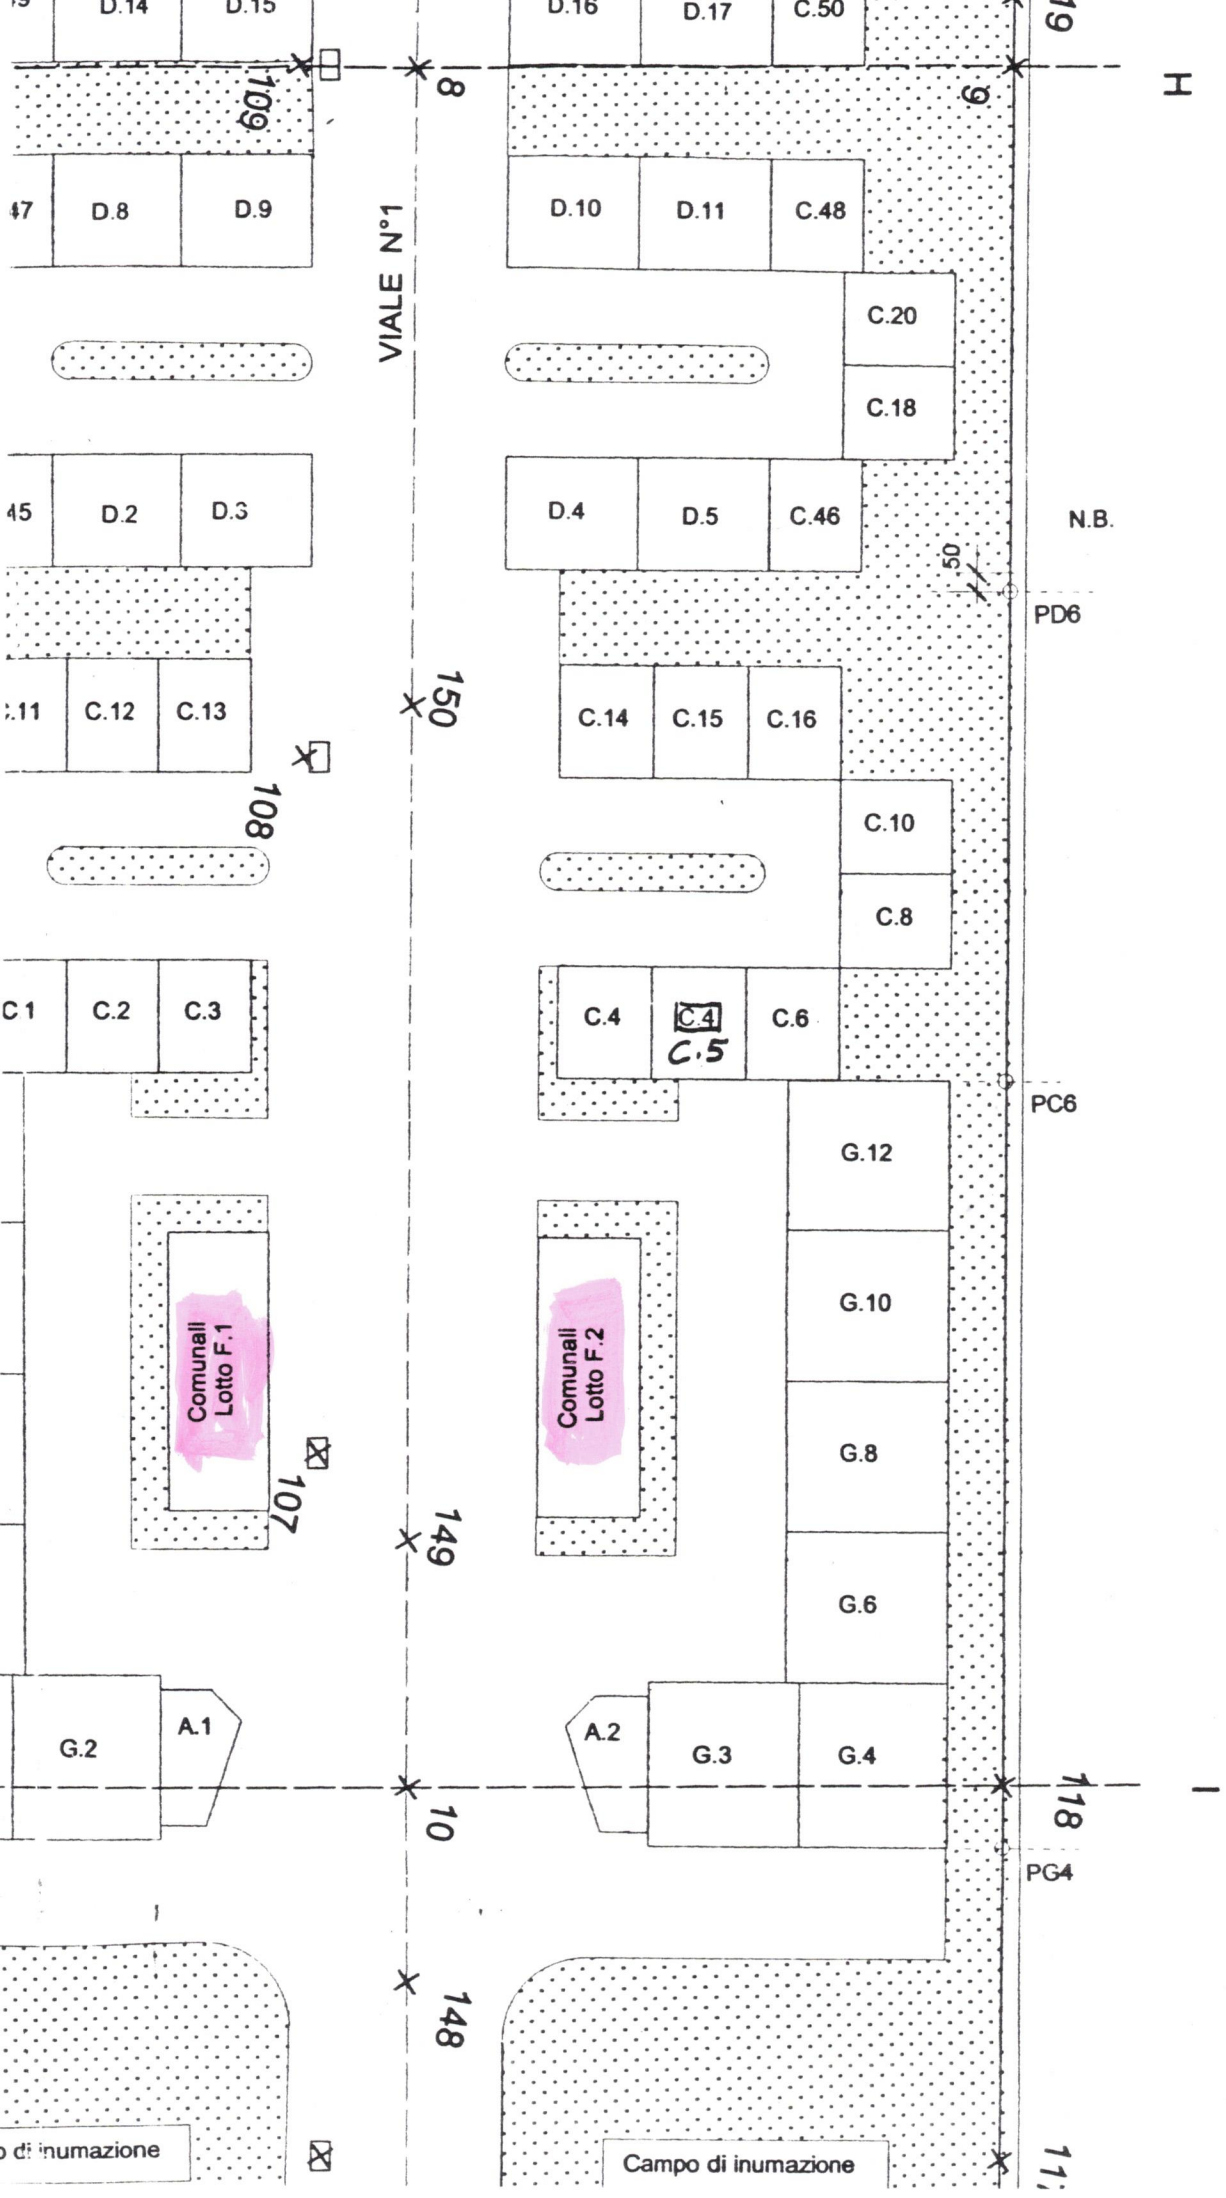 D.14 D.15 D.16 D.17 C.50 19
109 8 9 H
47 D.8 D.9 D.10 D.11 C.48
VIALE N°1
C.20
C.18
45 D.2 D.3 D.4 D.5 C.46
N.B.
50
PD6
150
C.12 C.13 C.14 C.15 C.16
108
C.10
C.8
C1 C.2 C.3 C.4 C.4 C.6
C.5
PC6
G.12
G.10
Comunali
Lotto F.1
Comunali
Lotto F.2
G.8
107
149
G.6
A.1 A.2
G.2 G.3 G.4
10 118 I
PG4
148
di inumazione
Campo di inumazione